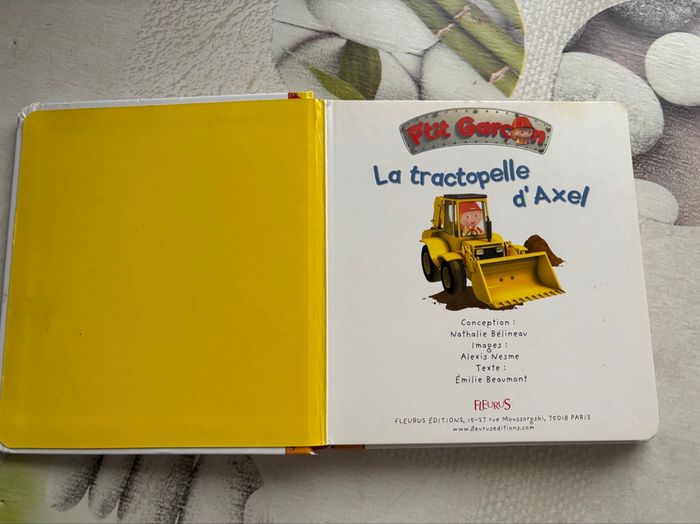 P'tit Garçon
La tractopelle
d'Axel
Conception :
Nathalie Bélineau
Images :
Alexis Nesme
Texte :
Émilie Beaumont
FLEURUS
FLEURUS ÉDITIONS, 15-27 rue Moussorgski, 75018 PARIS
www.fleuruseditions.com